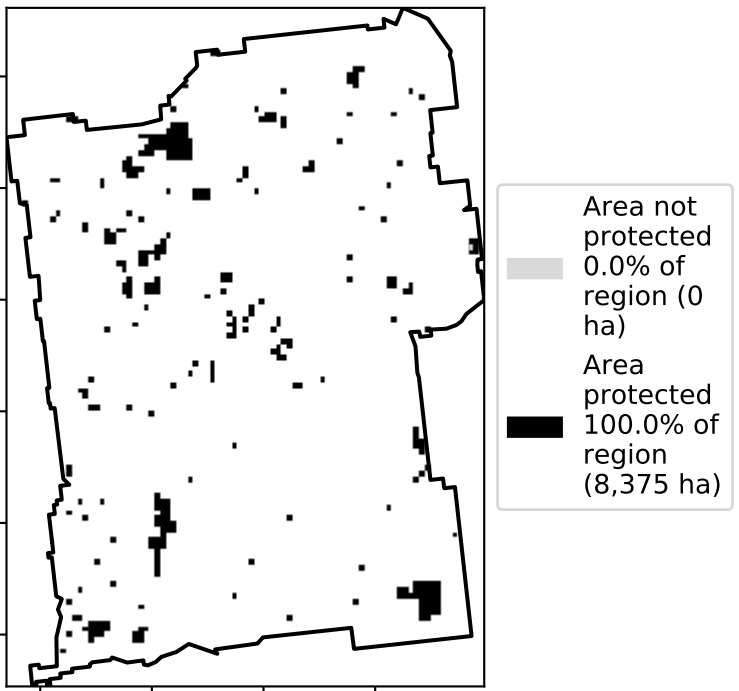 Area not
protected
0.0% of
region (0
ha)
Area
protected
100.0% of
region
(8,375 ha)